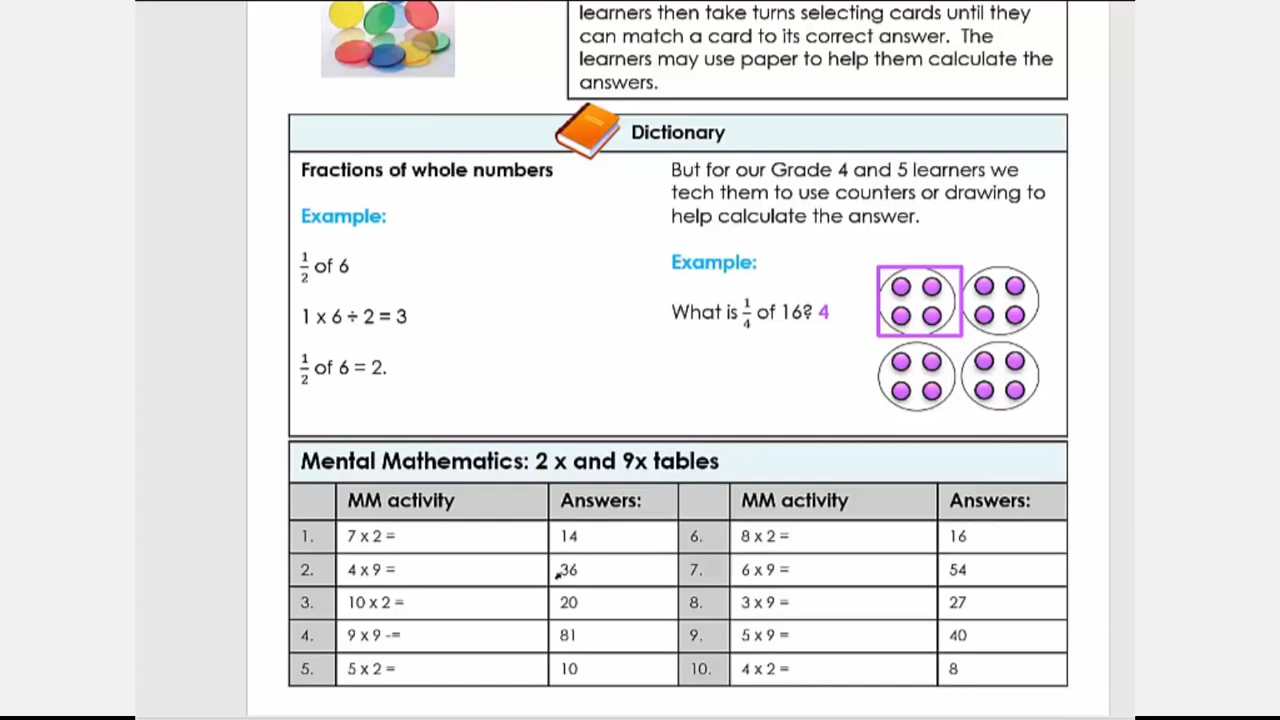 learners then take turns selecting cards until they
can match a card to its correct answer. The
learners may use paper to help them calculate the
answers.
Dictionary
Fractions of whole numbers
Example:
1/2 of 6
1 x 6 ÷ 2 = 3
1/2 of 6 = 2.
But for our Grade 4 and 5 learners we
tech them to use counters or drawing to
help calculate the answer.
Example:
What is 1/4 of 16? 4
Mental Mathematics: 2 x and 9x tables
MM activity Answers: MM activity Answers:
1. 7 x 2 = 14 6. 8 x 2 = 16
2. 4 x 9 = 36 7. 6 x 9 = 54
3. 10 x 2 = 20 8. 3 x 9 = 27
4. 9 x 9 -= 81 9. 5 x 9 = 40
5. 5 x 2 = 10 10. 4 x 2 = 8